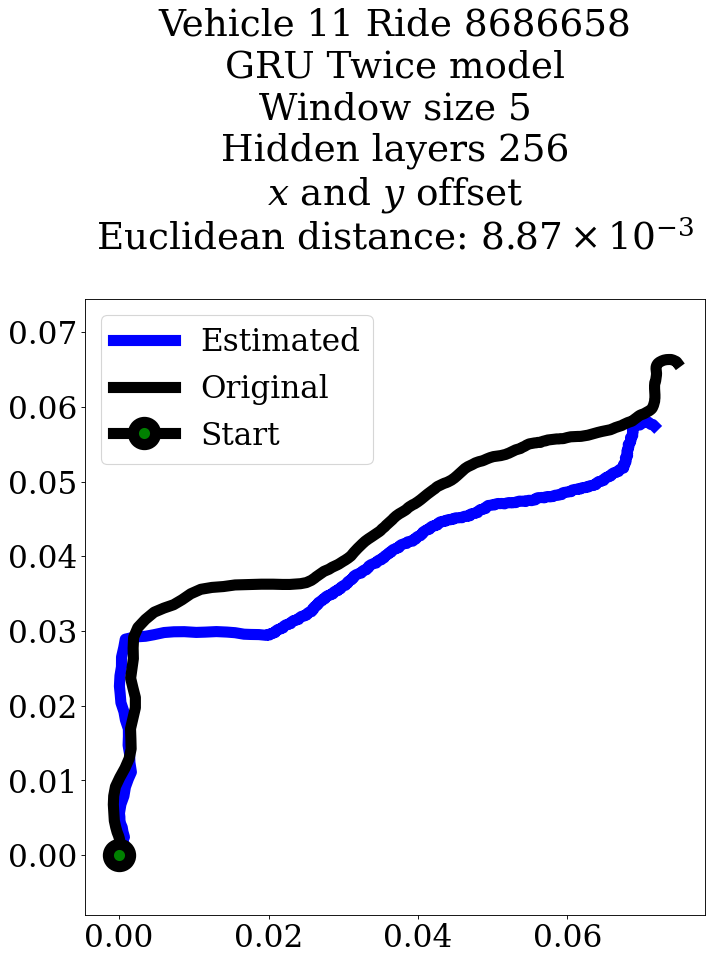 Vehicle 11 Ride 8686658
GRU Twice model
Window size 5
Hidden layers 256
x and y offset
Euclidean distance: 8.87 × 10⁻³
Estimated
Original
Start
0.07
0.06
0.05
0.04
0.03
0.02
0.01
0.00
0.00 0.02 0.04 0.06